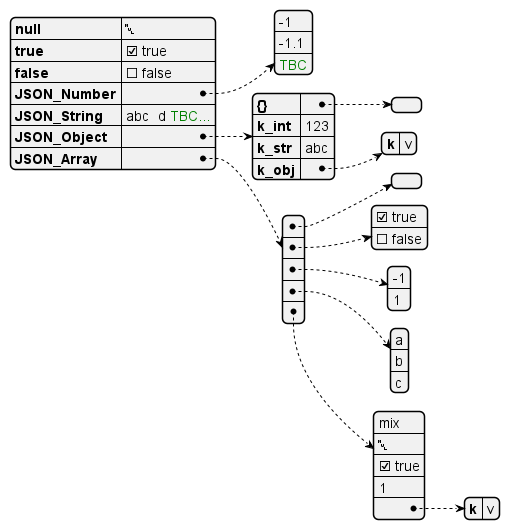 null ␀
true ☑ true
false ☐ false
JSON_Number
JSON_String abc d TBC...
JSON_Object
JSON_Array
-1
-1.1
TBC
{}
k_int 123
k_str abc
k_obj
k v
☑ true
☐ false
-1
1
a
b
c
mix
␀
☑ true
1
k v